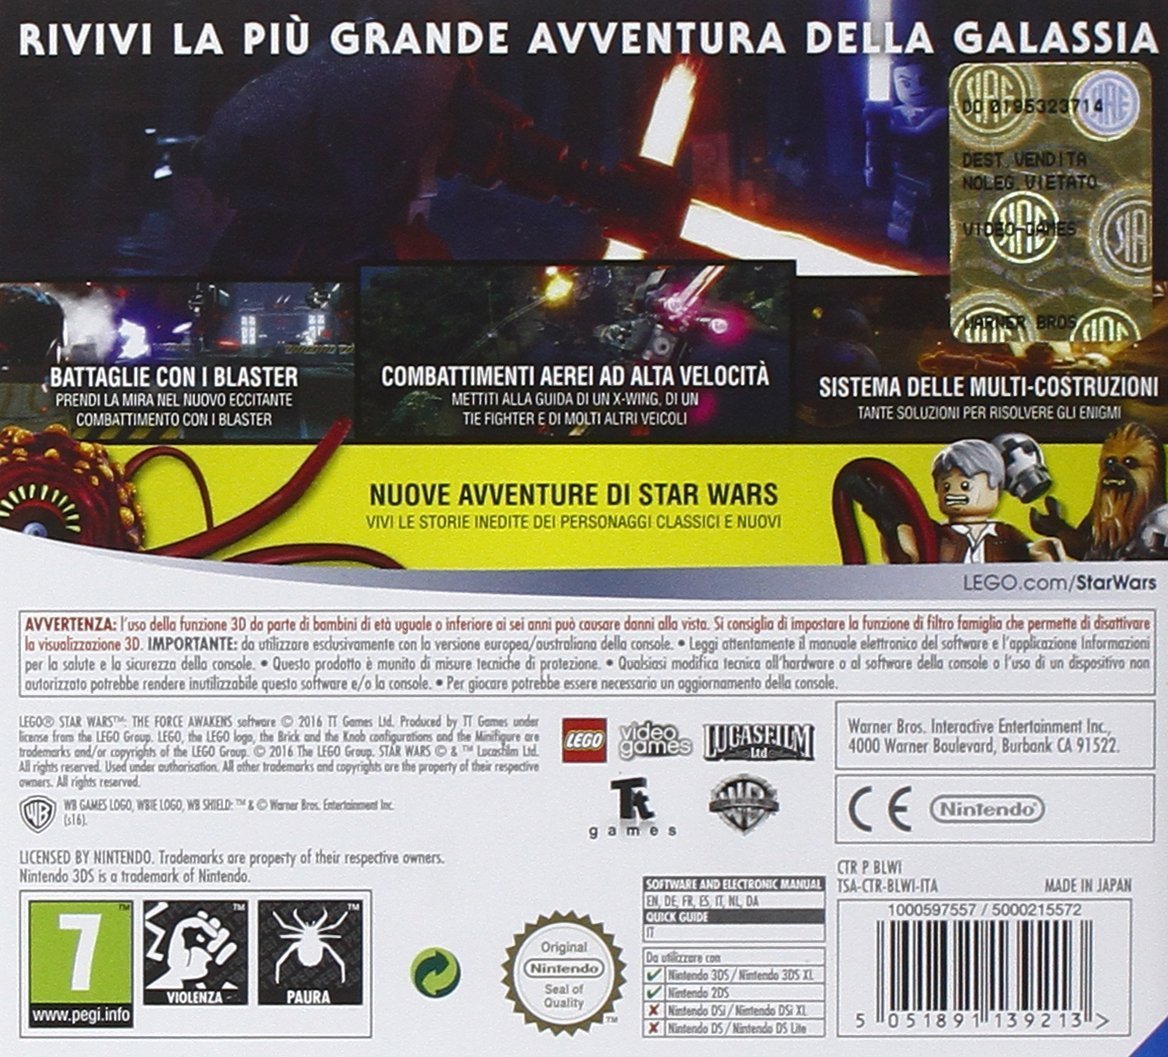 RIVIVI LA PIÙ GRANDE AVVENTURA DELLA GALASSIA
DD 0195323714
DEST. VENDITA
NOLEG VIETATO
VIDEO-GAMES
WARNER BROS
BATTAGLIE CON I BLASTER
PRENDI LA MIRA NEL NUOVO ECCITANTE
COMBATTIMENTO CON I BLASTER
COMBATTIMENTI AEREI AD ALTA VELOCITÀ
METTITI ALLA GUIDA DI UN X-WING, DI UN
TIE FIGHTER E DI MOLTI ALTRI VEICOLI
SISTEMA DELLE MULTI-COSTRUZIONI
TANTE SOLUZIONI PER RISOLVERE GLI ENIGMI
NUOVE AVVENTURE DI STAR WARS
VIVI LE STORIE INEDITE DEI PERSONAGGI CLASSICI E NUOVI
LEGO.com/StarWars
AVVERTENZA: l'uso della funzione 3D da parte di bambini di età uguale o inferiore ai sei anni può causare danni alla vista. Si consiglia di impostare la funzione di filtro famiglia che permette di disattivare
la visualizzazione 3D. IMPORTANTE: da utilizzare esclusivamente con la versione europea/australiana della console. • Leggi attentamente il manuale elettronico del software e l'applicazione Informazioni
per la salute e la sicurezza della console. • Questo prodotto è munito di misure tecniche di protezione. • Qualsiasi modifica tecnica all'hardware o al software della console o l'uso di un dispositivo non
autorizzato potrebbe rendere inutilizzabile questo software e/o la console. • Per giocare potrebbe essere necessario un aggiornamento della console.
LEGO® STAR WARS™: THE FORCE AWAKENS software © 2016 TT Games Ltd. Produced by TT Games under
license from the LEGO Group. LEGO, the LEGO logo, the Brick and the Knob configurations and the Minifigure are
trademarks and/or copyrights of the LEGO Group. © 2016 The LEGO Group. STAR WARS © & ™ Lucasfilm Ltd.
All rights reserved. Used under authorisation. All other trademarks and copyrights are the property of their respective
owners. All rights reserved.
WB GAMES LOGO, WBIE LOGO, WB SHIELD: ™ & © Warner Bros. Entertainment Inc.
(s16).
LEGO video games
LUCASFILM Ltd
Tt games
WB
Warner Bros. Interactive Entertainment Inc.,
4000 Warner Boulevard, Burbank CA 91522.
CE Nintendo®
LICENSED BY NINTENDO. Trademarks are property of their respective owners.
Nintendo 3DS is a trademark of Nintendo.
7
www.pegi.info
VIOLENZA
PAURA
Original
Nintendo
Seal of
Quality
SOFTWARE AND ELECTRONIC MANUAL
EN, DE, FR, ES, IT, NL, DA
QUICK GUIDE
IT
Da utilizzare con
Nintendo 3DS / Nintendo 3DS XL
Nintendo 2DS
Nintendo DSi / Nintendo DSi XL
Nintendo DS / Nintendo DS Lite
CTR P BLWI
TSA-CTR-BLWI-ITA MADE IN JAPAN
1000597557 / 5000215572
5 051891 139213 >